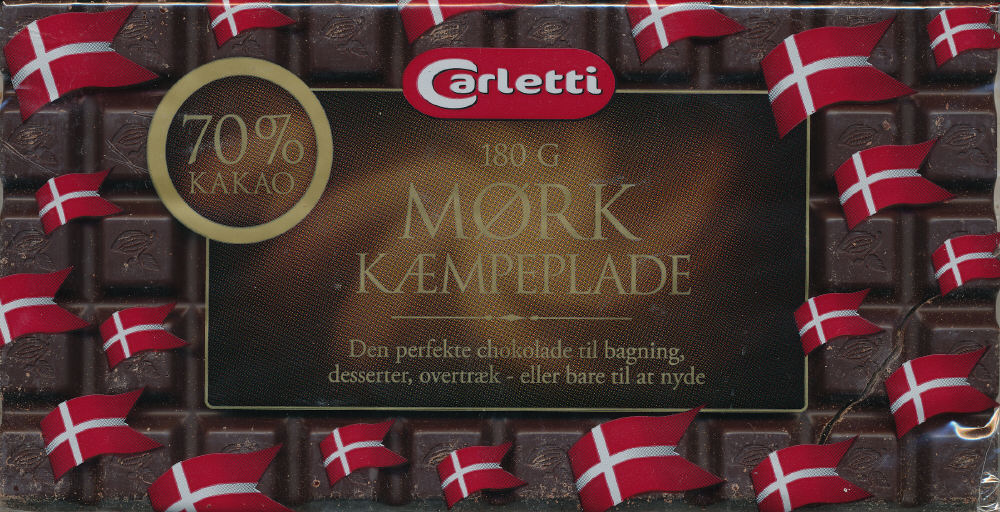 Carletti
70%
KAKAO
180 G
MØRK
KÆMPEPLADE
Den perfekte chokolade til bagning,
desserter, overtræk - eller bare til at nyde